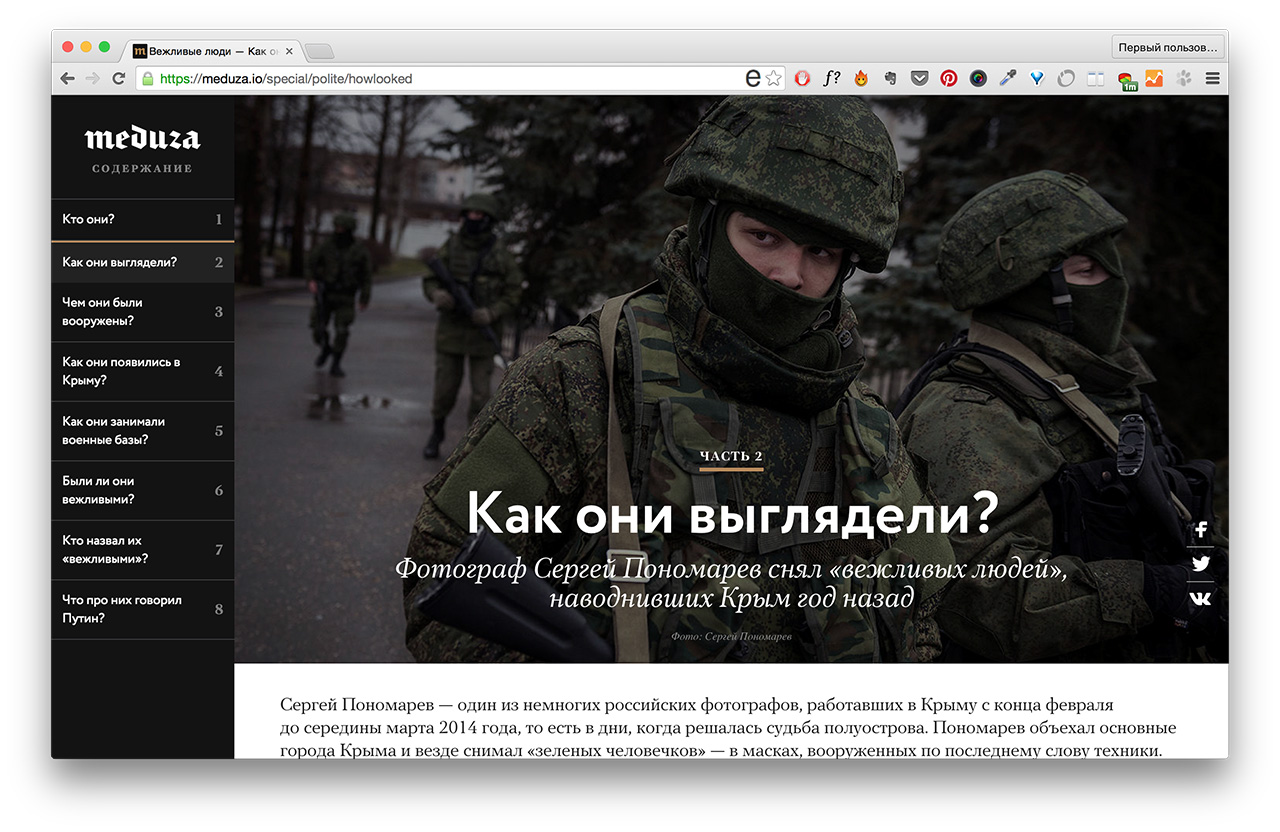 Вежливые люди — Как о
Первый пользов...
https://meduza.io/special/polite/howlooked
e
f?
1m
meduza
СОДЕРЖАНИЕ
Кто они? 1
Как они выглядели? 2
Чем они были
вооружены? 3
Как они появились в
Крыму? 4
Как они занимали
военные базы? 5
Были ли они
вежливыми? 6
Кто назвал их
«вежливыми»? 7
Что про них говорил
Путин? 8
ЧАСТЬ 2
Как они выглядели?
Фотограф Сергей Пономарев снял «вежливых людей»,
наводнивших Крым год назад
Фото: Сергей Пономарев
Сергей Пономарев — один из немногих российских фотографов, работавших в Крыму с конца февраля
до середины марта 2014 года, то есть в дни, когда решалась судьба полуострова. Пономарев объехал основные
города Крыма и везде снимал «зеленых человечков» — в масках, вооруженных по последнему слову техники.